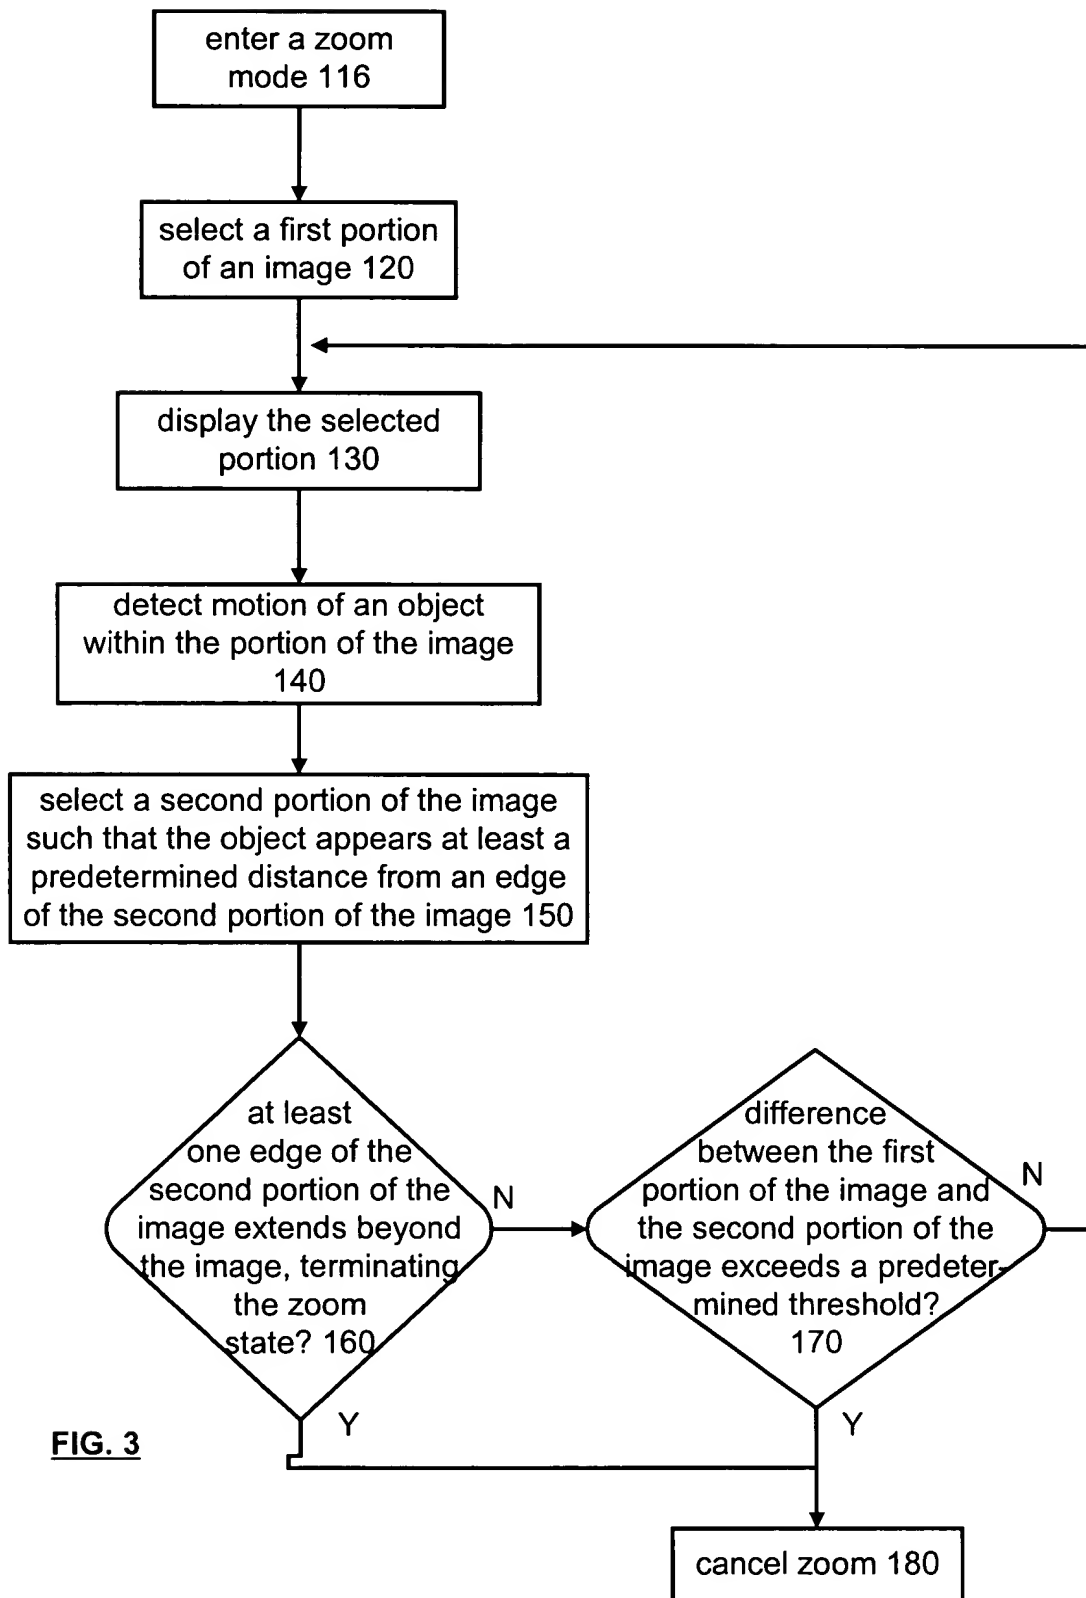 enter a zoom
mode 116
select a first portion
of an image 120
display the selected
portion 130
detect motion of an object
within the portion of the image
140
select a second portion of the image
such that the object appears at least a
predetermined distance from an edge
of the second portion of the image 150
at least
one edge of the
second portion of the
image extends beyond
the image, terminating
the zoom
state? 160
N
Y
difference
between the first
portion of the image and
the second portion of the
image exceeds a predeter-
mined threshold?
170
N
Y
FIG. 3
cancel zoom 180